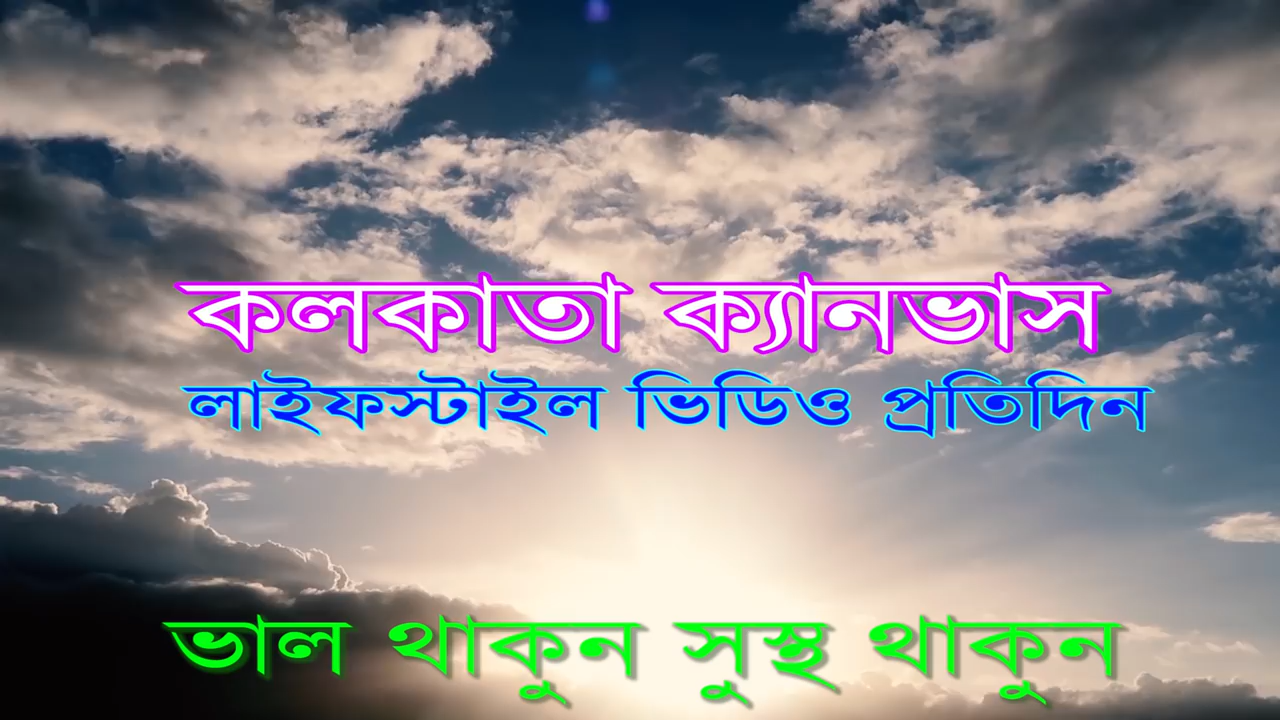 কলকাতা ক্যানভাস
লাইফস্টাইল ভিডিও প্রতিদিন
ভাল থাকুন সুস্থ থাকুন